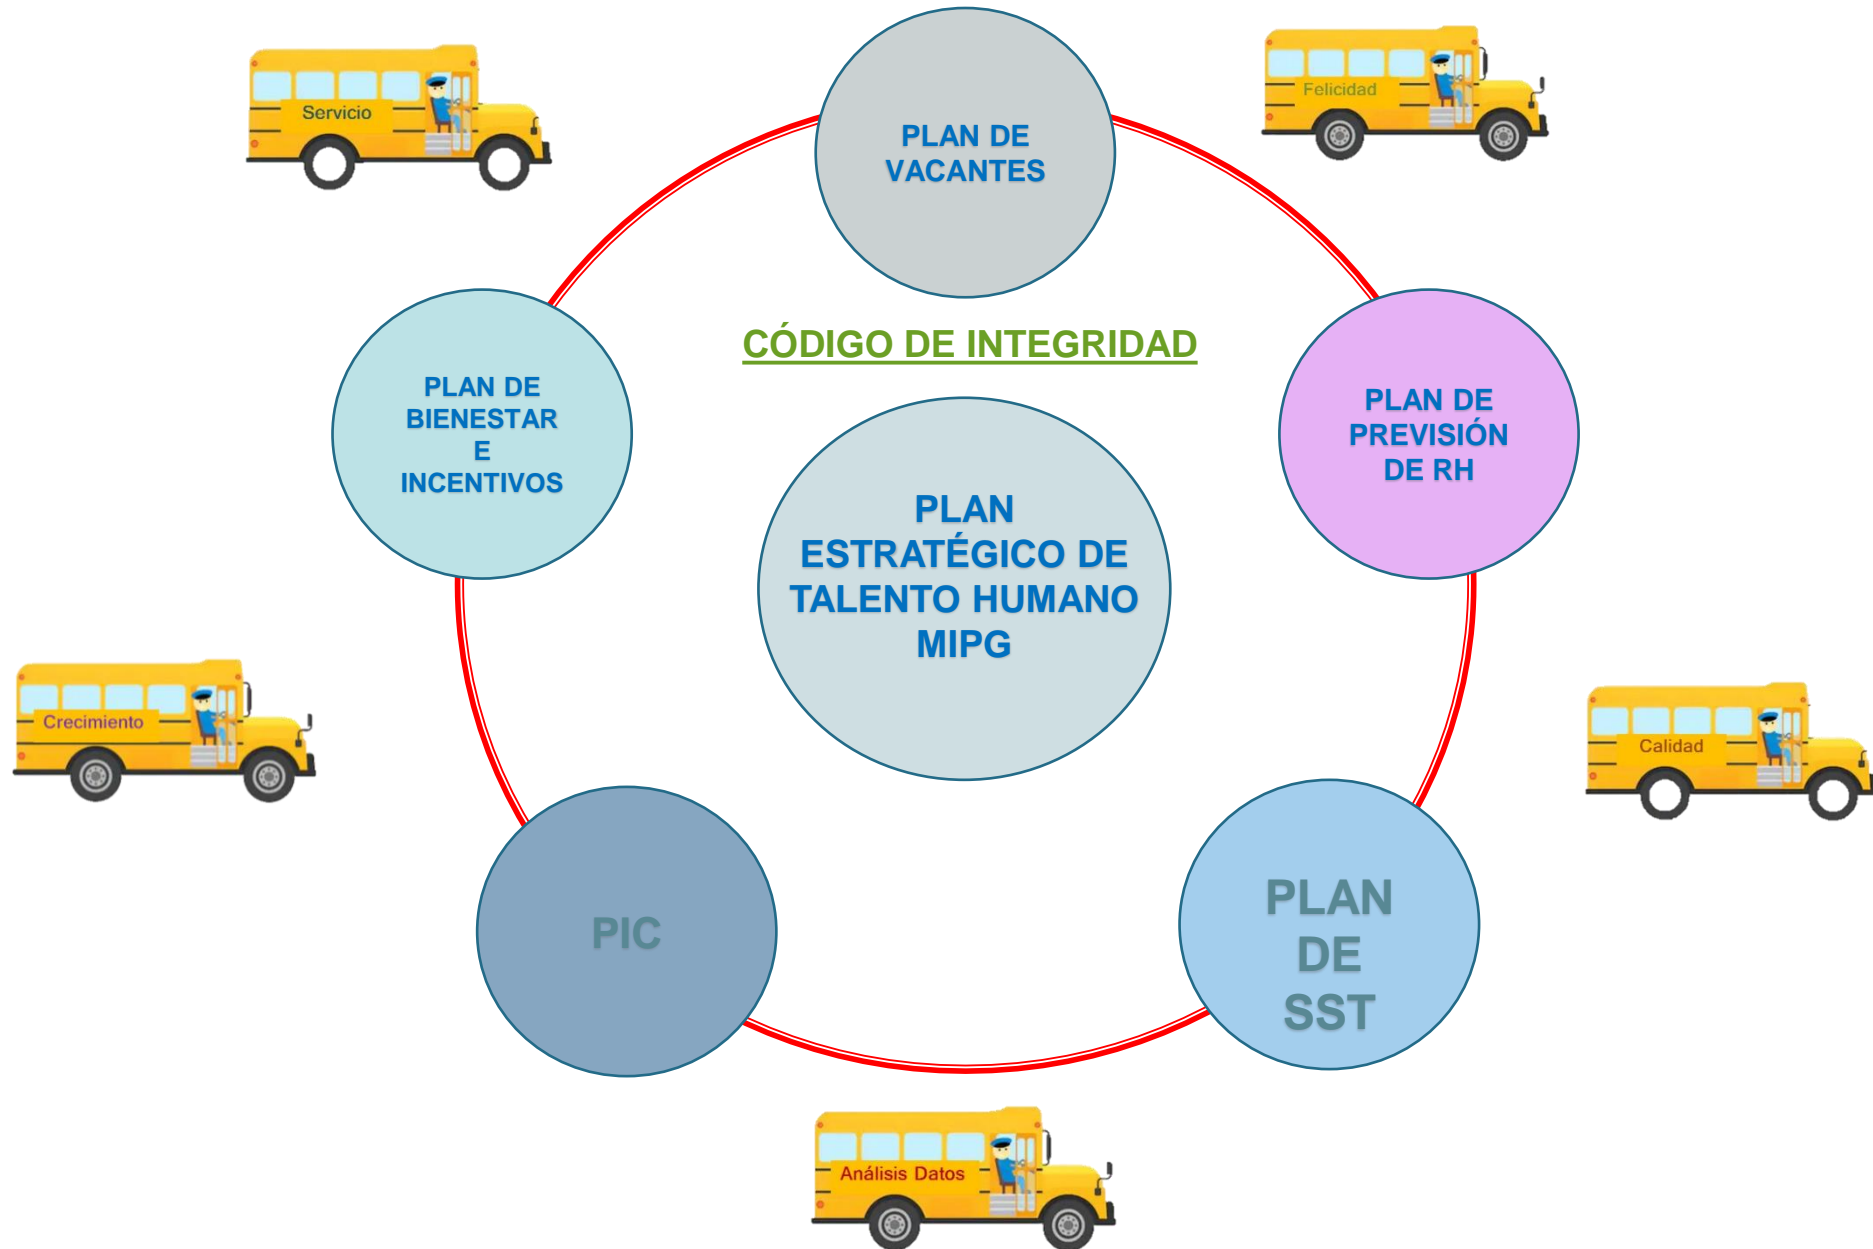 Servicio
Felicidad
PLAN DE
VACANTES
CÓDIGO DE INTEGRIDAD
PLAN DE
BIENESTAR
E
INCENTIVOS
PLAN DE
PREVISIÓN
DE RH
PLAN
ESTRATÉGICO DE
TALENTO HUMANO
MIPG
Crecimiento
Calidad
PIC
PLAN
DE
SST
Análisis Datos